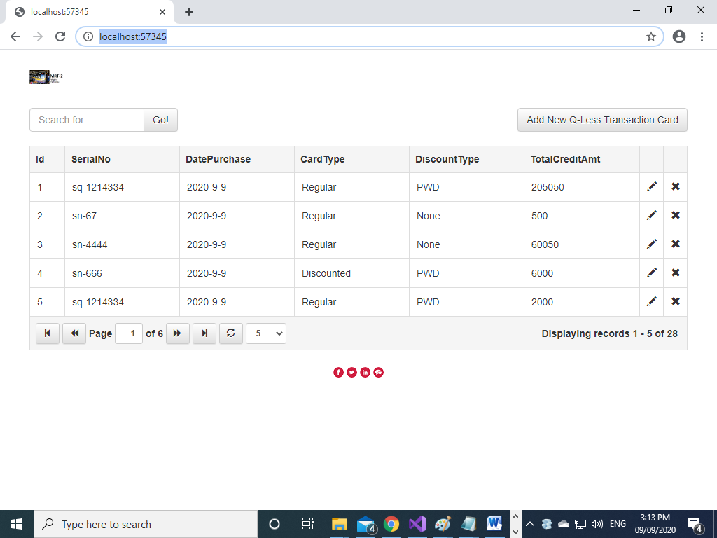 localhost:57345
localhost:57345
Search for
Go!
Add New Q-Less Transaction Card
Id SerialNo DatePurchase CardType DiscountType TotalCreditAmt
1 sq-1214334 2020-9-9 Regular PWD 205050
2 sn-67 2020-9-9 Regular None 500
3 sn-4444 2020-9-9 Regular None 60050
4 sn-666 2020-9-9 Discounted PWD 6000
5 sq-1214334 2020-9-9 Regular PWD 2000
Page 1 of 6 5 Displaying records 1 - 5 of 28
Type here to search
4
ENG
3:13 PM
09/09/2020
4